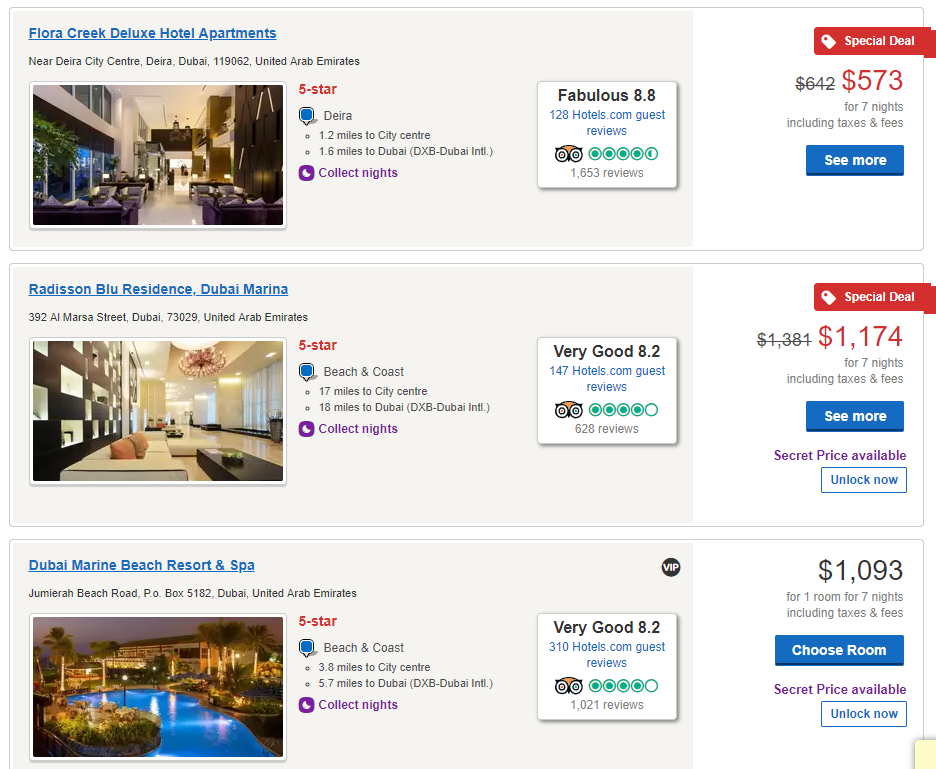 Flora Creek Deluxe Hotel Apartments
Special Deal
Near Deira City Centre, Deira, Dubai, 119062, United Arab Emirates
$642 $573
for 7 nights
including taxes & fees
See more
5-star
Deira
1.2 miles to City centre
1.6 miles to Dubai (DXB-Dubai Intl.)
Collect nights
Fabulous 8.8
128 Hotels.com guest
reviews
1,653 reviews
Radisson Blu Residence, Dubai Marina
Special Deal
392 Al Marsa Street, Dubai, 73029, United Arab Emirates
$1,381 $1,174
for 7 nights
including taxes & fees
See more
Secret Price available
Unlock now
5-star
Beach & Coast
17 miles to City centre
18 miles to Dubai (DXB-Dubai Intl.)
Collect nights
Very Good 8.2
147 Hotels.com guest
reviews
628 reviews
Dubai Marine Beach Resort & Spa
VIP
Jumierah Beach Road, P.o. Box 5182, Dubai, United Arab Emirates
$1,093
for 1 room for 7 nights
including taxes & fees
Choose Room
Secret Price available
Unlock now
5-star
Beach & Coast
3.8 miles to City centre
5.7 miles to Dubai (DXB-Dubai Intl.)
Collect nights
Very Good 8.2
310 Hotels.com guest
reviews
1,021 reviews